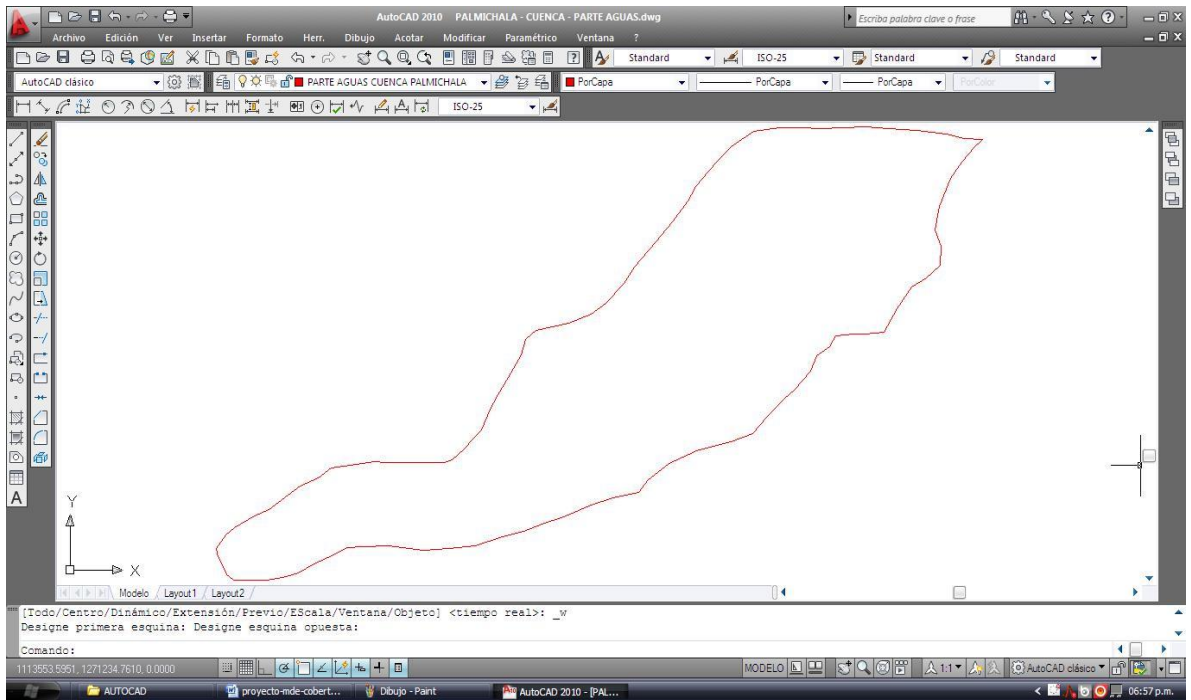 AutoCAD 2010 PALMICHALA - CUENCA - PARTE AGUAS.dwg
Escriba palabra clave o frase
Archivo Edición Ver Insertar Formato Herr. Dibujo Acotar Modificar Paramétrico Ventana ?
Standard ISO-25 Standard Standard
AutoCAD clásico PARTE AGUAS CUENCA PALMICHALA PorCapa PorCapa PorCapa PorColor
ISO-25
A
Y
X
Modelo Layout1 Layout2
[Todo/Centro/Dinámico/Extensión/Previo/EScala/Ventana/Objeto] <tiempo real>: _w
Designe primera esquina: Designe esquina opuesta:
Comando:
1113553.5951, 1271234.7610, 0.0000 MODELO 1:1 AutoCAD clásico
AUTOCAD proyecto-mde-cobert... Dibujo - Paint AutoCAD 2010 - [PAL... 06:57 p.m.